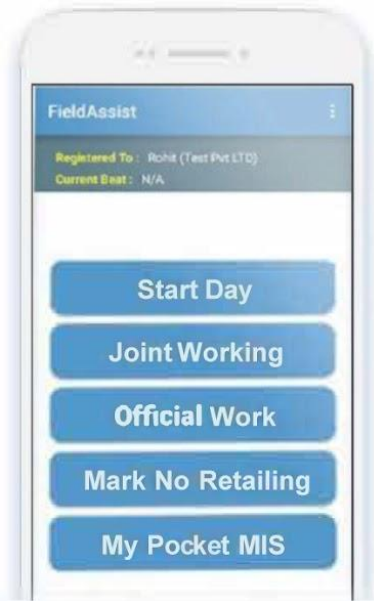 FieldAssist
Registered To : Rohit (Test Pvt LTD)
Current Beat : N/A
Start Day
Joint Working
Official Work
Mark No Retailing
My Pocket MIS